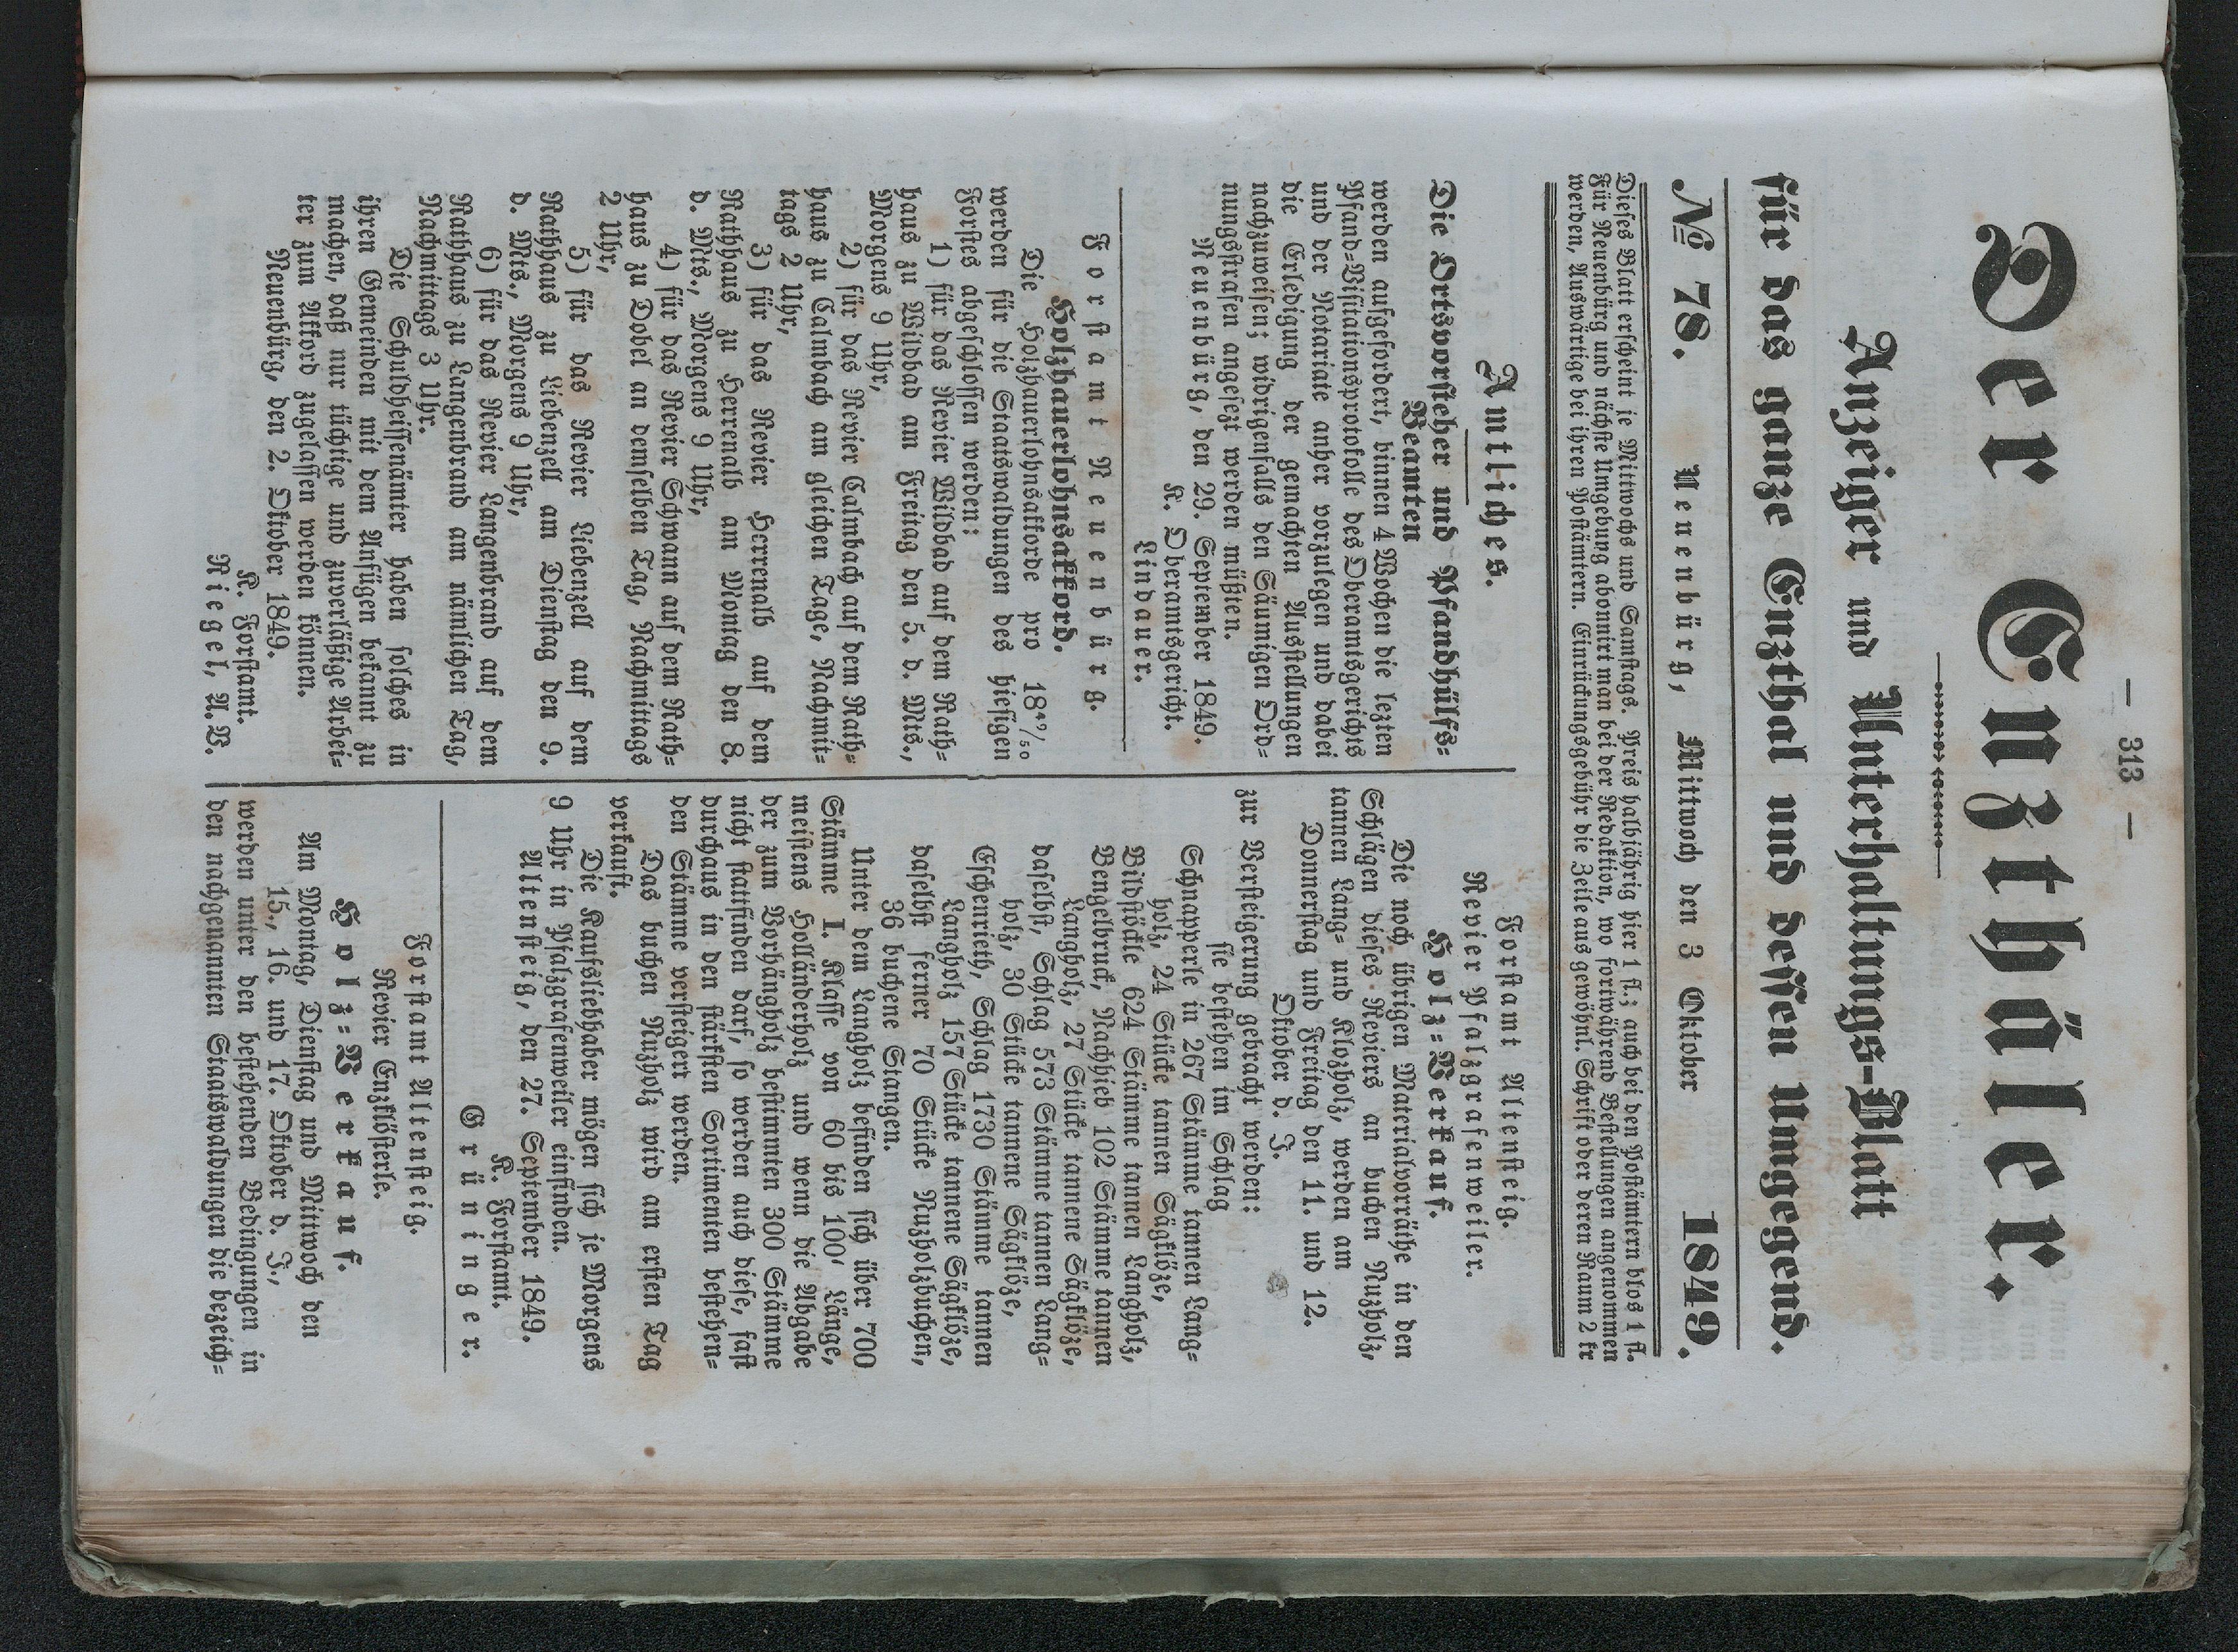 — 313 —
Der Enzthäler.
Anzeiger und Unterhaltungs-Blatt
für das ganze Enzthal und dessen Umgegend.
№ 78. Neuenbürg, Mittwoch den 3 Oktober 1849.
Dieses Blatt erscheint je Mittwochs und Samstags. Preis halbjährig hier 1 fl.; auch bei den Postämtern blos 1 fl.
Für Neuenbürg und nächste Umgebung abonnirt man bei der Redaktion, wo fortwährend Bestellungen angenommen
werden, Auswärtige bei ihren Postämtern. Einrückungsgebühr die Zeile aus gewöhnl. Schrift oder deren Raum 2 kr
Amtliches.
Die Ortsvorsteher und Pfandhülfs=
Beamten
werden aufgefordert, binnen 4 Wochen die lezten
Pfand=Visitationsprotokolle des Oberamtsgerichts
und der Notariate anher vorzulegen und dabei
die Erledigung der gemachten Ausstellungen
nachzuweisen; widrigenfalls den Säumigen Ord=
nungsstrafen angesezt werden müßten.
Neuenbürg, den 29. September 1849.
K. Oberamtsgericht.
Lindauer.
Forstamt Neuenbürg.
Holzhauerlohnsakkord.
Die Holzhauerlohnsakkorde pro 18⁴⁹/₅₀
werden für die Staatswaldungen des hiesigen
Forstes abgeschlossen werden:
1) für das Revier Wildbad auf dem Rath=
haus zu Wildbad am Freitag den 5. d. Mts.,
Morgens 9 Uhr,
2) für das Revier Calmbach auf dem Rath=
haus zu Calmbach am gleichen Tage, Nachmit=
tags 2 Uhr,
3) für das Revier Herrenalb auf dem
Rathhaus zu Herrenalb am Montag den 8.
d. Mts., Morgens 9 Uhr,
4) für das Revier Schwann auf dem Rath=
haus zu Dobel an demselben Tag, Nachmittags
2 Uhr,
5) für das Revier Liebenzell auf dem
Rathhaus zu Liebenzell am Dienstag den 9.
d. Mts., Morgens 9 Uhr,
6) für das Revier Langenbrand auf dem
Rathhaus zu Langenbrand am nämlichen Tag,
Nachmittags 3 Uhr.
Die Schuldheissenämter haben solches in
ihren Gemeinden mit dem Anfügen bekannt zu
machen, daß nur tüchtige und zuverläßige Arbei=
ter zum Akkord zugelassen werden können.
Neuenbürg, den 2. Oktober 1849.
K. Forstamt.
Riegel, A.V.
Forstamt Altensteig.
Revier Pfalzgrafenweiler.
Holz=Verkauf.
Die noch übrigen Materialvorräthe in den
Schlägen dieses Reviers an buchen Nuzholz,
tannen Lang= und Klozholz, werden am
Donnerstag und Freitag den 11. und 12.
Oktober d. J.
zur Versteigerung gebracht werden:
sie bestehen im Schlag
Schnapperle in 267 Stämme tannen Lang=
holz, 24 Stücke tannen Sägklöze,
Bildstöckle 624 Stämme tannen Langholz,
Bengelbruck, Nachhieb 102 Stämme tannen
Langholz, 27 Stücke tannene Sägklöze,
daselbst, Schlag 573 Stämme tannen Lang=
holz, 30 Stücke tannene Sägklöze,
Eschenrieth, Schlag 1730 Stämme tannen
Langholz 157 Stücke tannene Sägklöze,
daselbst ferner 70 Stücke Nuzholzbuchen,
36 buchene Stangen.
Unter dem Langholz befinden sich über 700
Stämme I. Klasse von 60 bis 100′ Länge,
meistens Holänderholz und wenn die Abgabe
der zum Vorhängholz bestimmten 300 Stämme
nicht stattfinden darf, so werden auch diese, fast
durchaus in den stärksten Sortimenten bestehen=
den Stämme versteigert werden.
Das buchen Nuzholz wird am ersten Tag
verkauft.
Die Kaufsliebhaber mögen sich je Morgens
9 Uhr in Pfalzgrafenweiler einfinden.
Altensteig, den 27. September 1849.
K. Forstamt.
Grüninger.
Forstamt Altensteig.
Revier Enzklösterle.
Holz=Verkauf.
Am Montag, Dienstag und Mittwoch den
15., 16. und 17. Oktober d. J.,
werden unter den bestehenden Bedingungen in
den nachgenannten Staatswaldungen die bezeich=